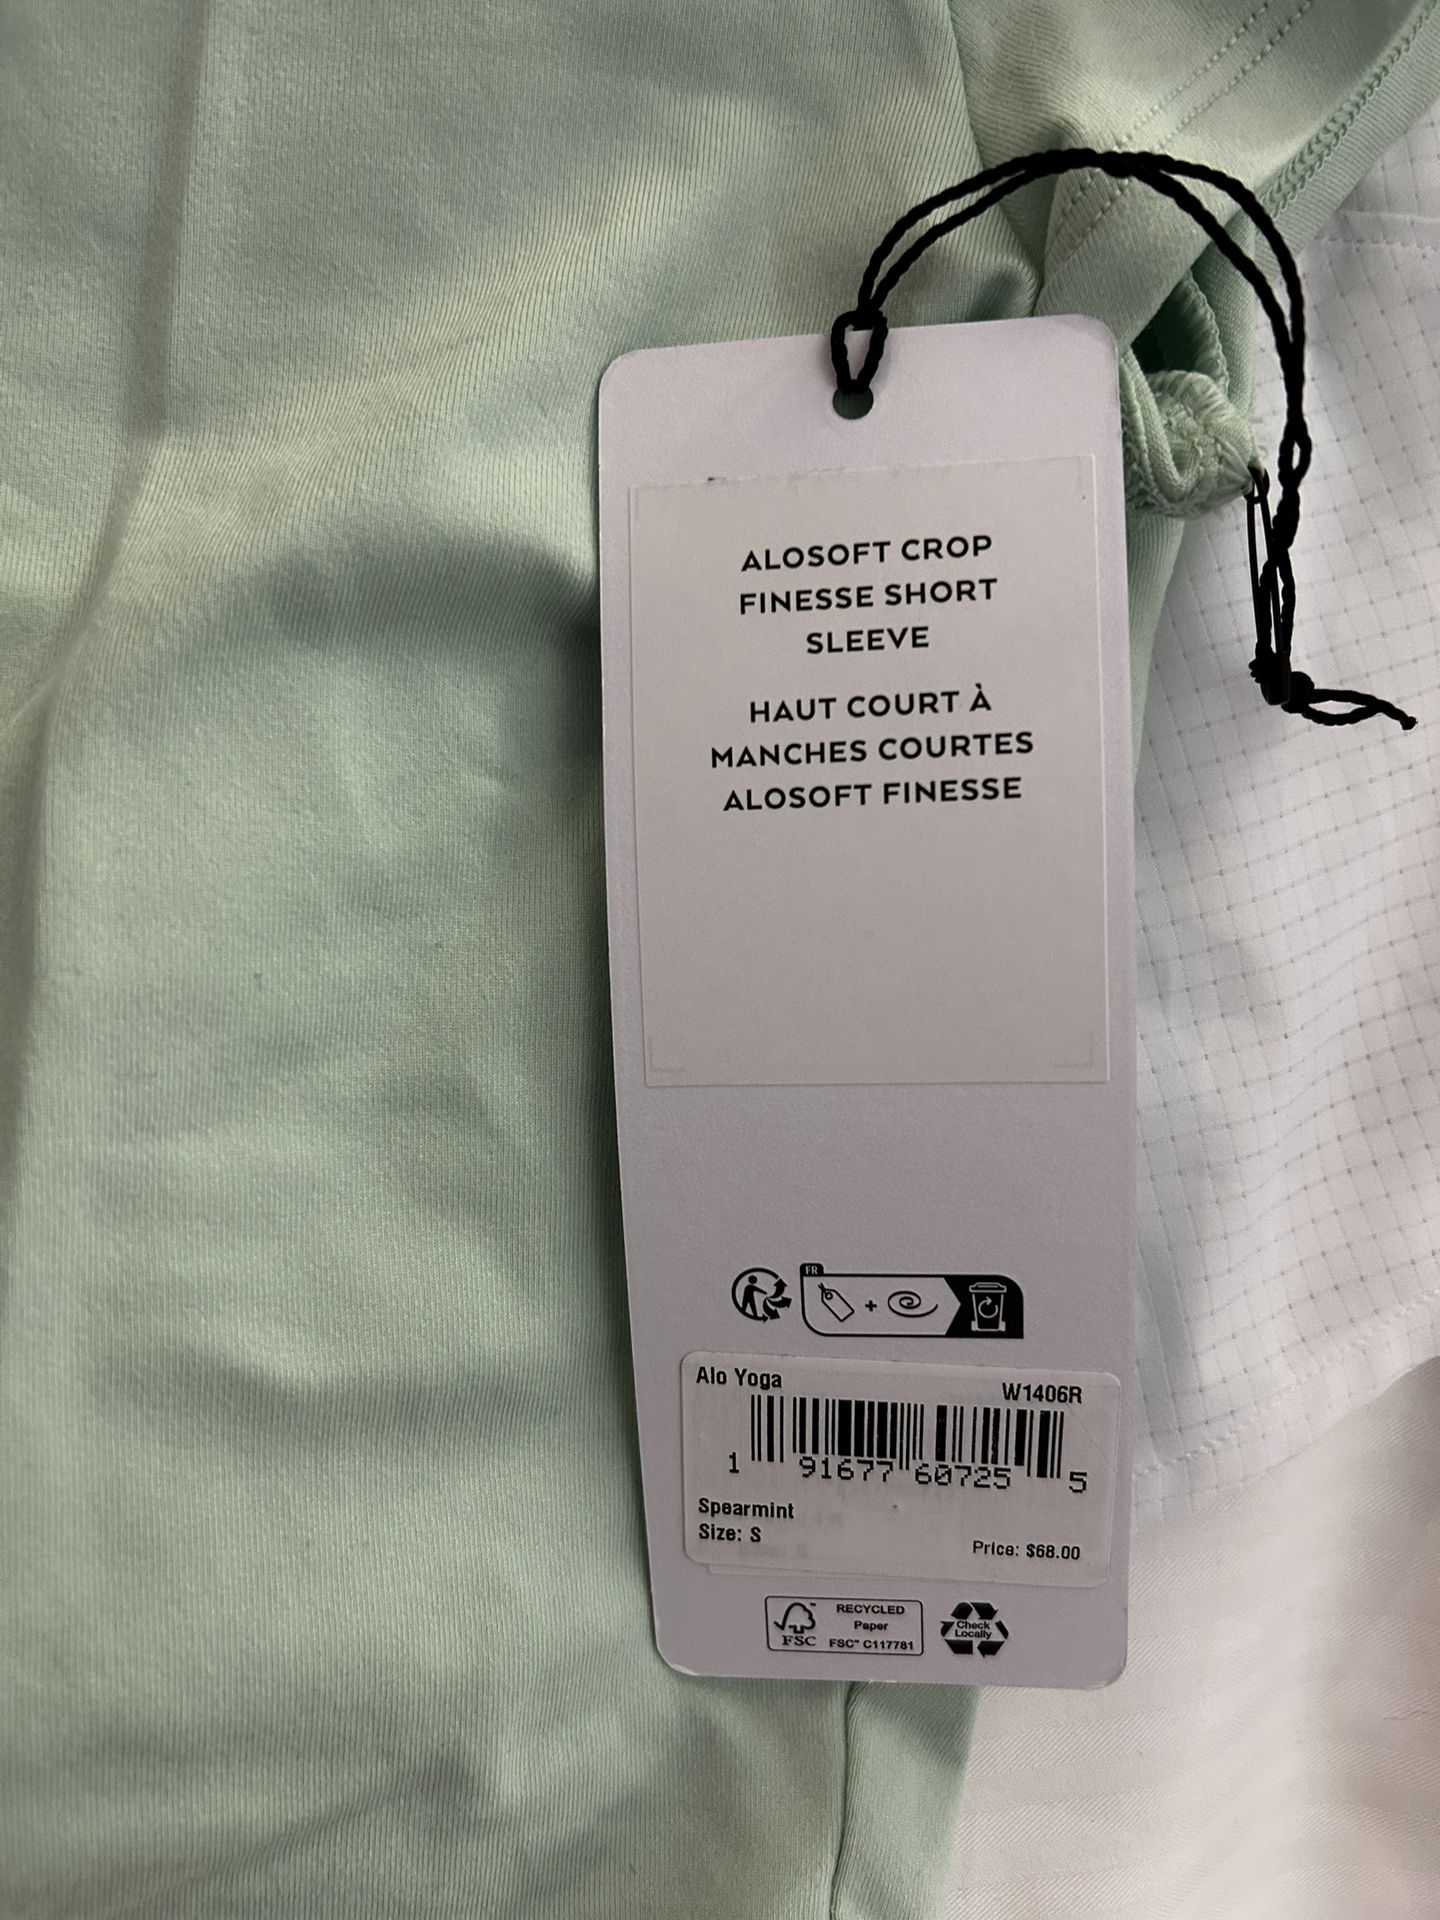 ALOSOFT CROP
FINESSE SHORT
SLEEVE
HAUT COURT À
MANCHES COURTES
ALOSOFT FINESSE
FR
+
Alo Yoga W1406R
1 91677 60725 5
Spearmint
Size: S
Price: $68.00
FSC™
RECYCLED
Paper
FSC™ C117781
Check
Locally